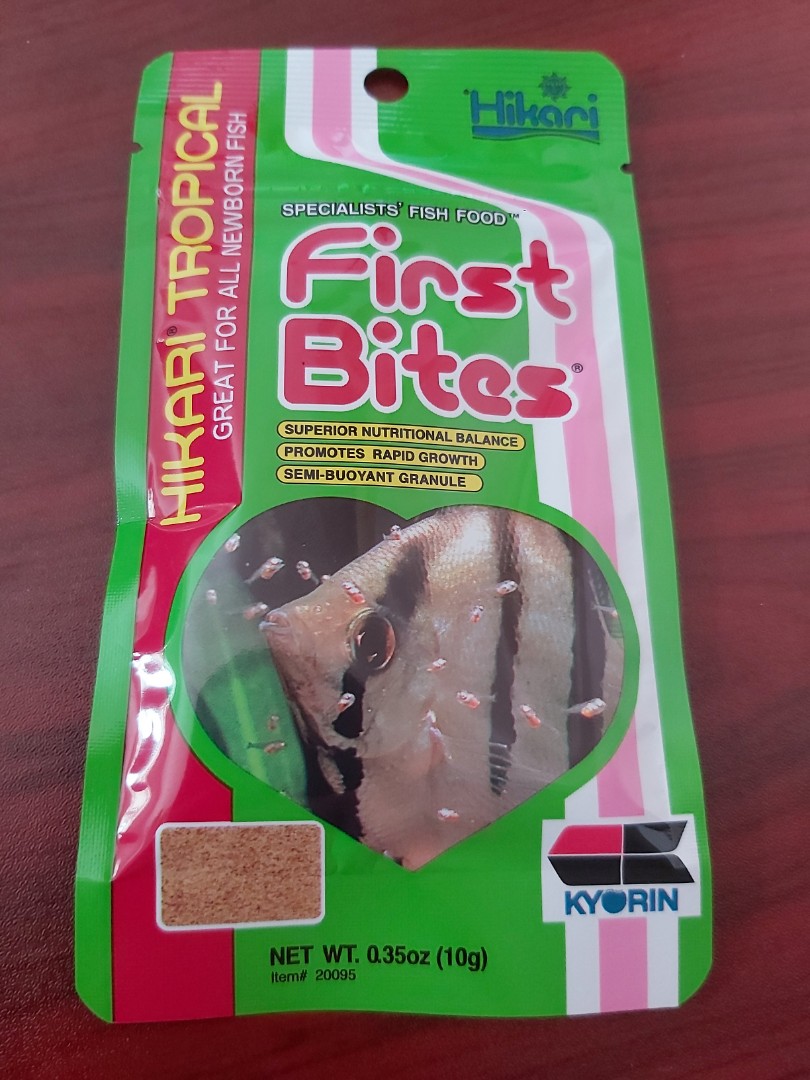 Hikari
HIKARI® TROPICAL
GREAT FOR ALL NEWBORN FISH
SPECIALISTS' FISH FOOD™
First
Bites®
SUPERIOR NUTRITIONAL BALANCE
PROMOTES RAPID GROWTH
SEMI-BUOYANT GRANULE
KYORIN
NET WT. 0.35oz (10g)
Item# 20095